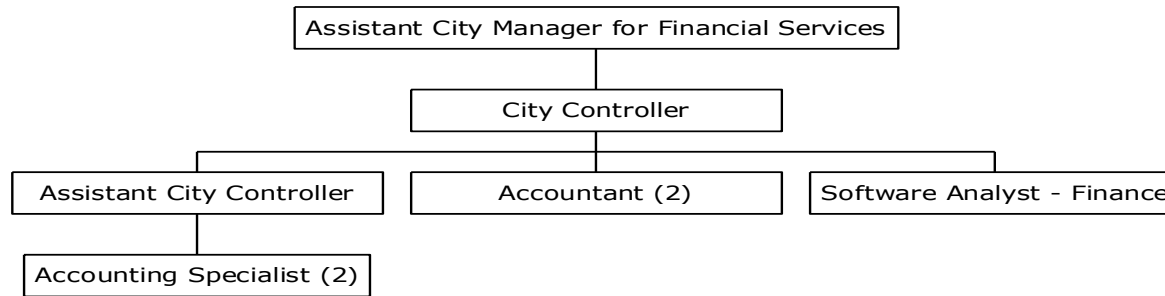 Assistant City Manager for Financial Services
City Controller
Assistant City Controller
Accountant (2)
Software Analyst - Finance
Accounting Specialist (2)